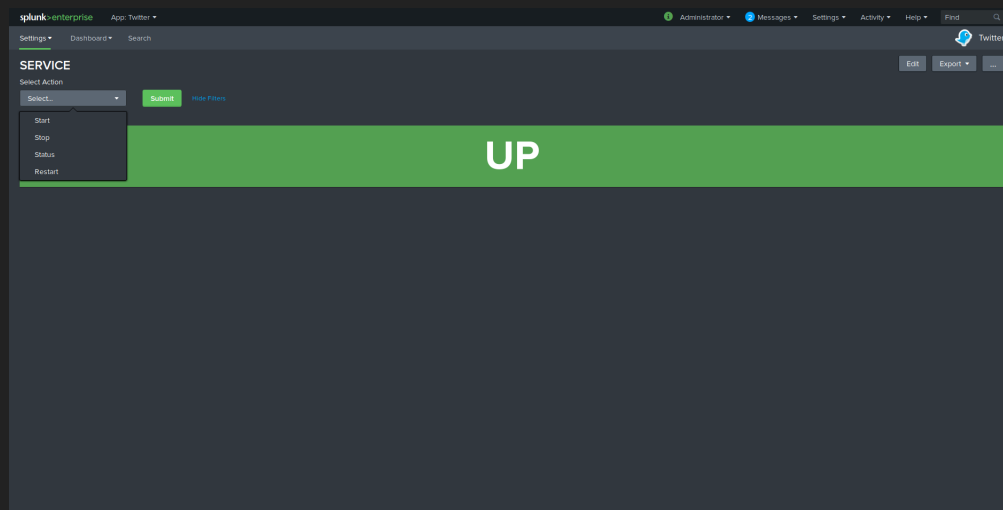 splunk>enterprise App: Twitter i Administrator 2 Messages Settings Activity Help Find
Settings Dashboard Search Twitter
SERVICE Edit Export ...
Select Action
Select... Submit Hide Filters
Start
Stop
Status
Restart
UP